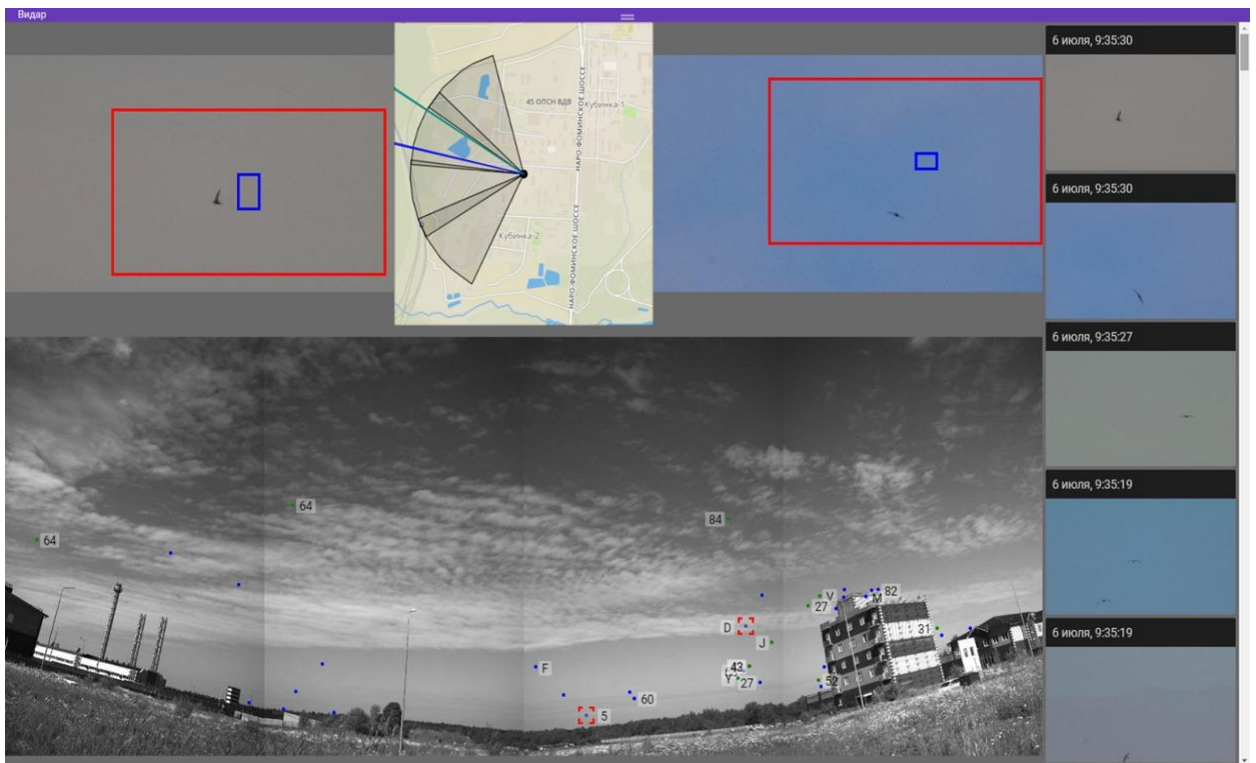 Видар
6 июля, 9:35:30
45 ОПСН ВДВ
Кубинка-1
НАРО-ФОМИНСКОЕ ШОССЕ
НАРО-ФОМИНСКОЕ ШОССЕ
Кубинка-2
6 июля, 9:35:30
6 июля, 9:35:27
6 июля, 9:35:19
6 июля, 9:35:19
64
84
64
V
82
M
27
D
31
J
F
43
Y
27
52
60
5